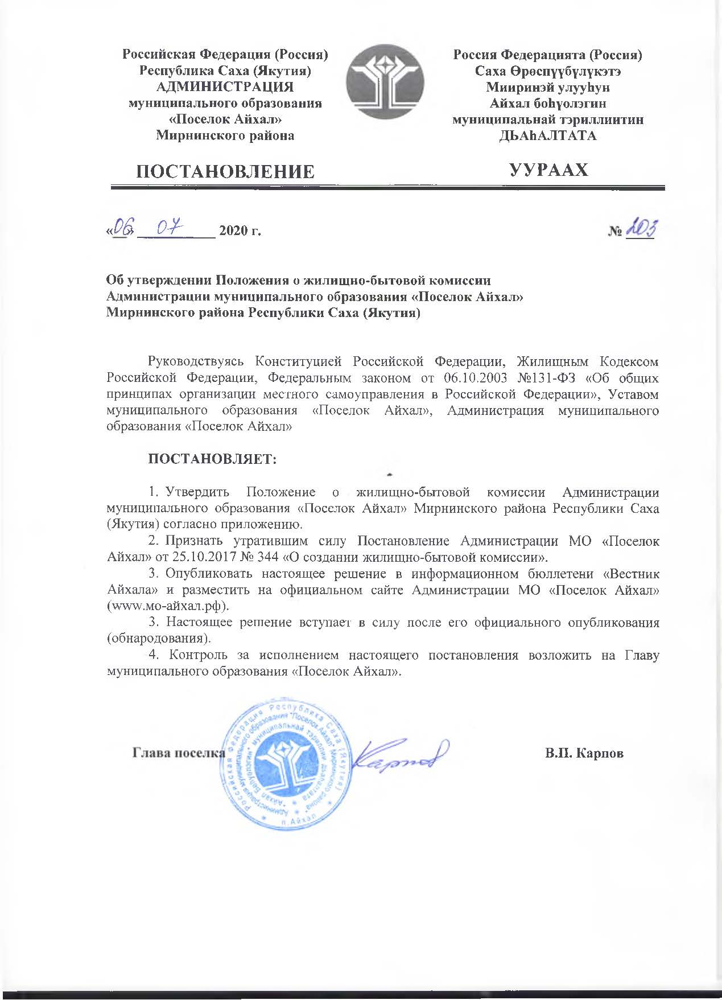 Российская Федерация (Россия)
Республика Саха (Якутия)
АДМИНИСТРАЦИЯ
муниципального образования
«Поселок Айхал»
Мирнинского района
ПОСТАНОВЛЕНИЕ
Россия Федерацията (Россия)
Саха Өрөспүүбүлүкэтэ
Мииринэй улууһун
Айхал боһүолэгин
муниципальнай тэриллиитин
ДЬАһАЛТАТА
УУРААХ
«06» 07 2020 г.
№ 203
Об утверждении Положения о жилищно-бытовой комиссии
Администрации муниципального образования «Поселок Айхал»
Мирнинского района Республики Саха (Якутия)
Руководствуясь Конституцией Российской Федерации, Жилищным Кодексом
Российской Федерации, Федеральным законом от 06.10.2003 №131-ФЗ «Об общих
принципах организации местного самоуправления в Российской Федерации», Уставом
муниципального образования «Поселок Айхал», Администрация муниципального
образования «Поселок Айхал»
ПОСТАНОВЛЯЕТ:
1. Утвердить Положение о жилищно-бытовой комиссии Администрации
муниципального образования «Поселок Айхал» Мирнинского района Республики Саха
(Якутия) согласно приложению.
2. Признать утратившим силу Постановление Администрации МО «Поселок
Айхал» от 25.10.2017 № 344 «О создании жилищно-бытовой комиссии».
3. Опубликовать настоящее решение в информационном бюллетени «Вестник
Айхала» и разместить на официальном сайте Администрации МО «Поселок Айхал»
(www.мо-айхал.рф).
3. Настоящее решение вступает в силу после его официального опубликования
(обнародования).
4. Контроль за исполнением настоящего постановления возложить на Главу
муниципального образования «Поселок Айхал».
Глава поселка
Карпов
В.П. Карпов
Российская Федерация Республика Саха (Якутия)
Администрация муниципального образования "Поселок Айхал" Мирнинского района
п.Айхал